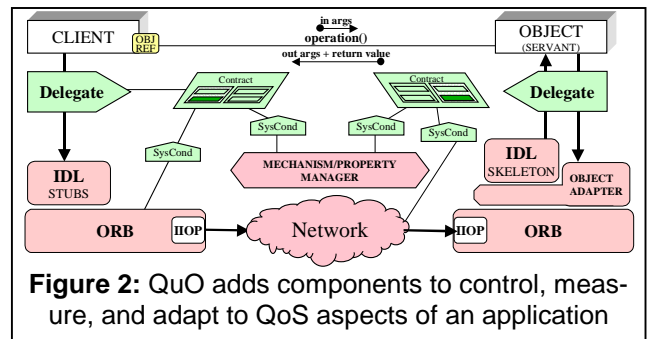 in args
CLIENT
OBJ
REF
operation()
OBJECT
(SERVANT)
out args + return value
Delegate
Contract
Contract
Delegate
SysCond
SysCond
SysCond
SysCond
MECHANISM/PROPERTY
MANAGER
IDL
STUBS
IDL
SKELETON
OBJECT
ADAPTER
ORB
IIOP
Network
IIOP
ORB
Figure 2: QuO adds components to control, meas-
ure, and adapt to QoS aspects of an application